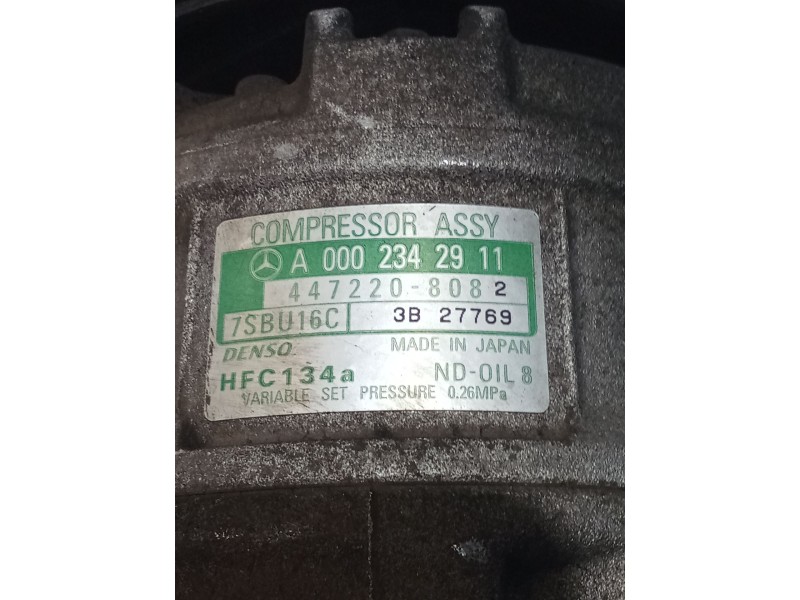 COMPRESSOR ASSY
A 000 234 29 11
447220-8082
7SBU16C 3B 27769
DENSO MADE IN JAPAN
HFC134a ND-OIL 8
VARIABLE SET PRESSURE 0.26MPa